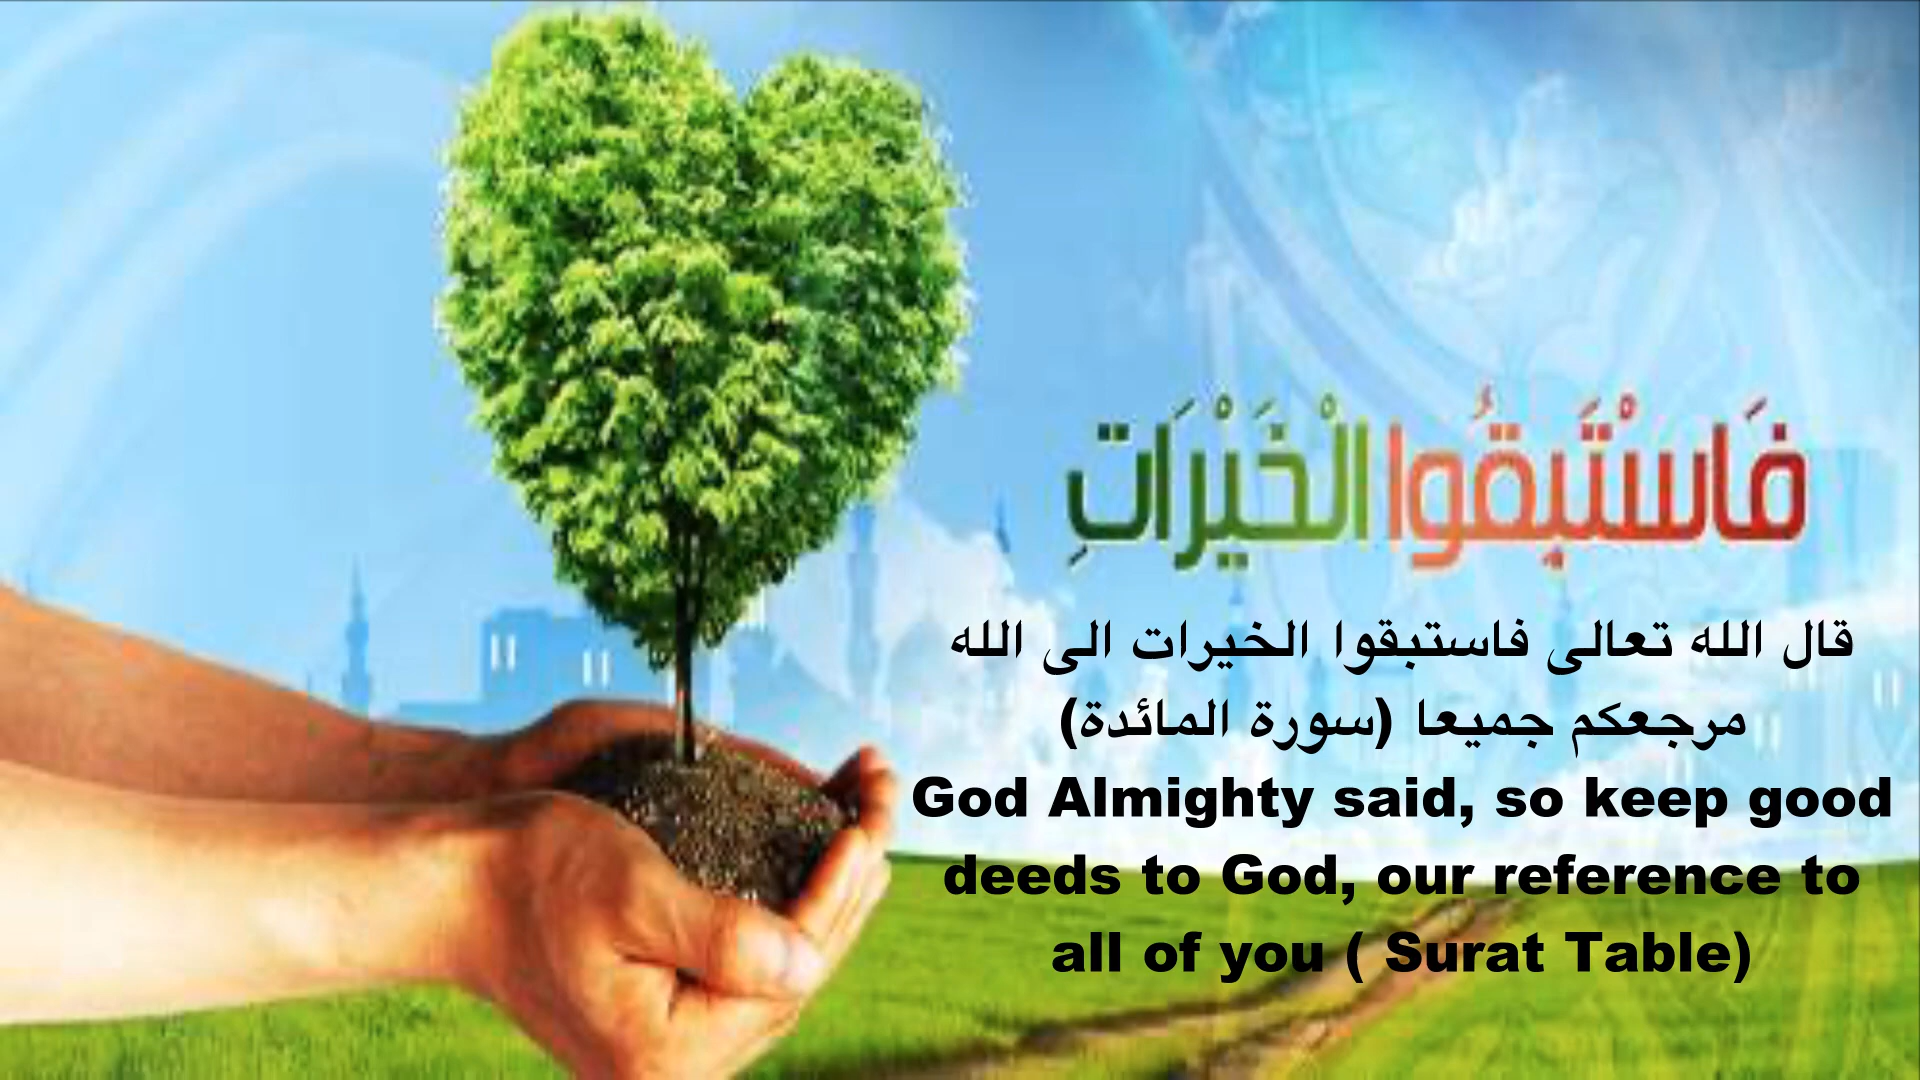 فَاسْتَبِقُوا الْخَيْرَاتِ
قال الله تعالى فاستبقوا الخيرات الى الله
مرجعكم جميعا (سورة المائدة)
God Almighty said, so keep good
deeds to God, our reference to
all of you ( Surat Table)